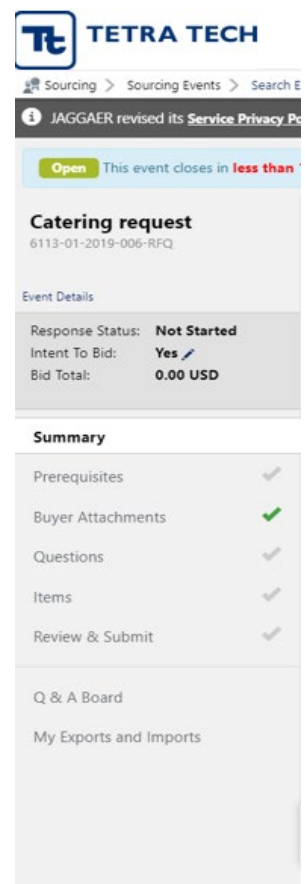 Tt TETRA TECH
Sourcing > Sourcing Events > Search
JAGGAER revised its Service Privacy
Open This event closes in less than
Catering request
6113-01-2019-006-RFQ
Event Details
Response Status: Not Started
Intent To Bid: Yes
Bid Total: 0.00 USD
Summary
Prerequisites
Buyer Attachments
Questions
Items
Review & Submit
Q & A Board
My Exports and Imports